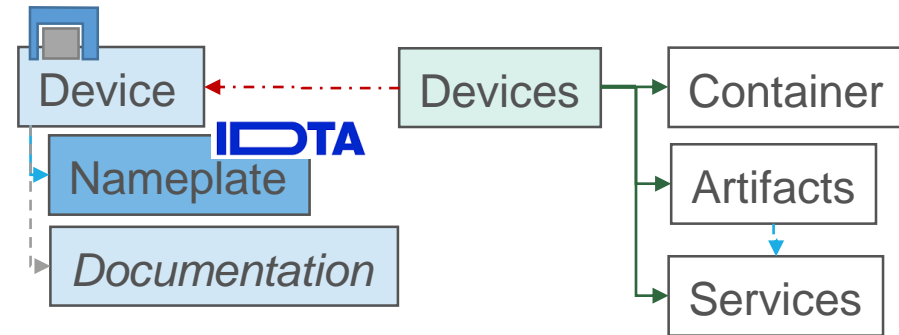 Device
Devices
Container
IDTA
Nameplate
Artifacts
Documentation
Services